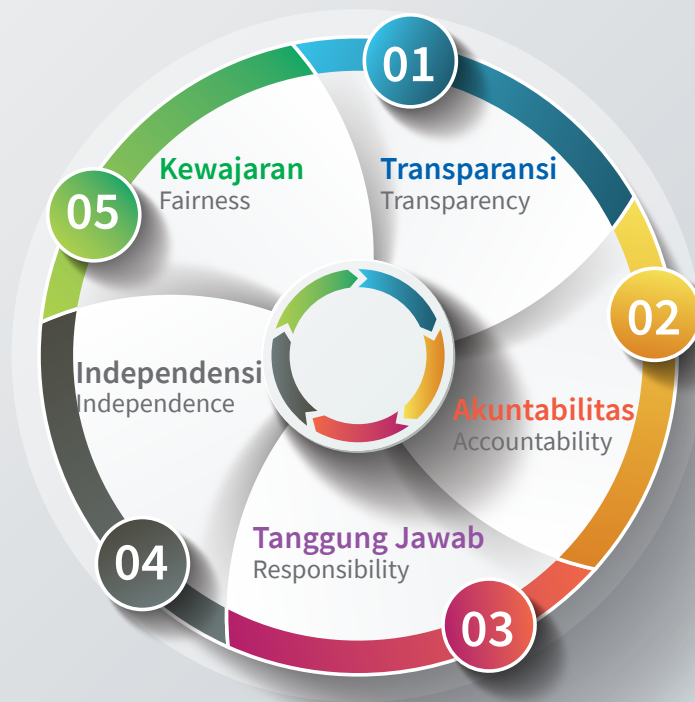 01
Transparansi
Transparency
02
Akuntabilitas
Accountability
03
Tanggung Jawab
Responsibility
04
Independensi
Independence
05
Kewajaran
Fairness